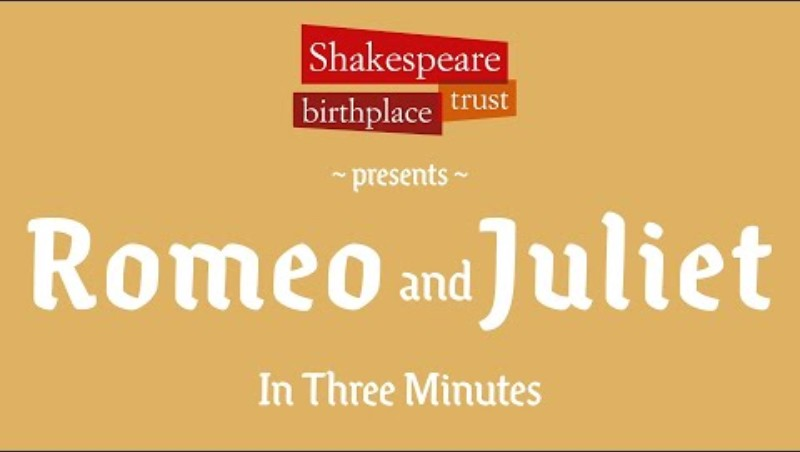 Shakespeare
birthplace trust
~ presents ~
Romeo and Juliet
In Three Minutes